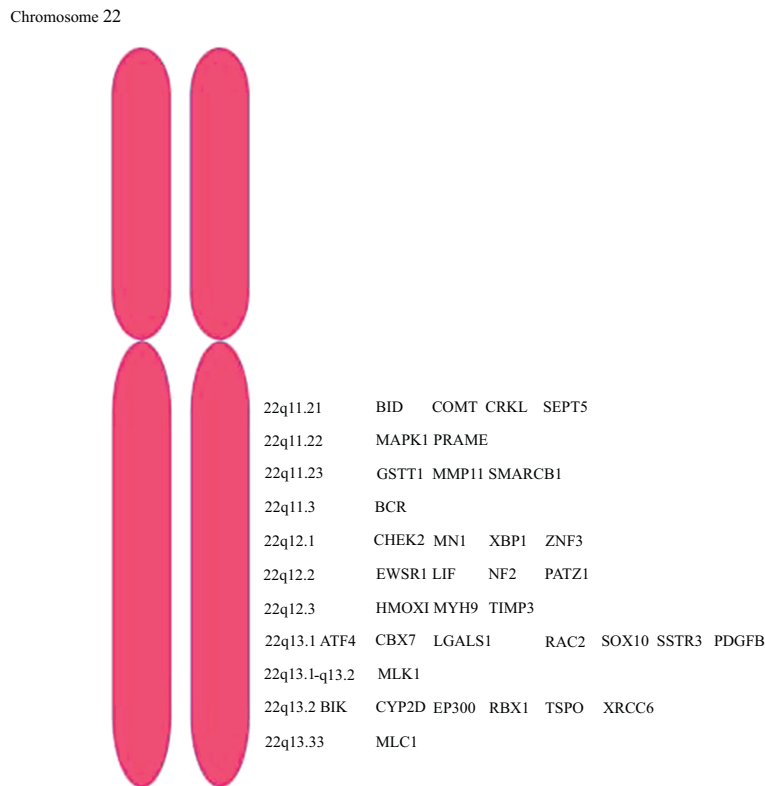 Chromosome 22
22q11.21 BID COMT CRKL SEPT5
22q11.22 MAPK1 PRAME
22q11.23 GSTT1 MMP11 SMARCB1
22q11.3 BCR
22q12.1 CHEK2 MN1 XBP1 ZNF3
22q12.2 EWSR1 LIF NF2 PATZ1
22q12.3 HMOXI MYH9 TIMP3
22q13.1 ATF4 CBX7 LGALS1 RAC2 SOX10 SSTR3 PDGFB
22q13.1-q13.2 MLK1
22q13.2 BIK CYP2D EP300 RBX1 TSPO XRCC6
22q13.33 MLC1